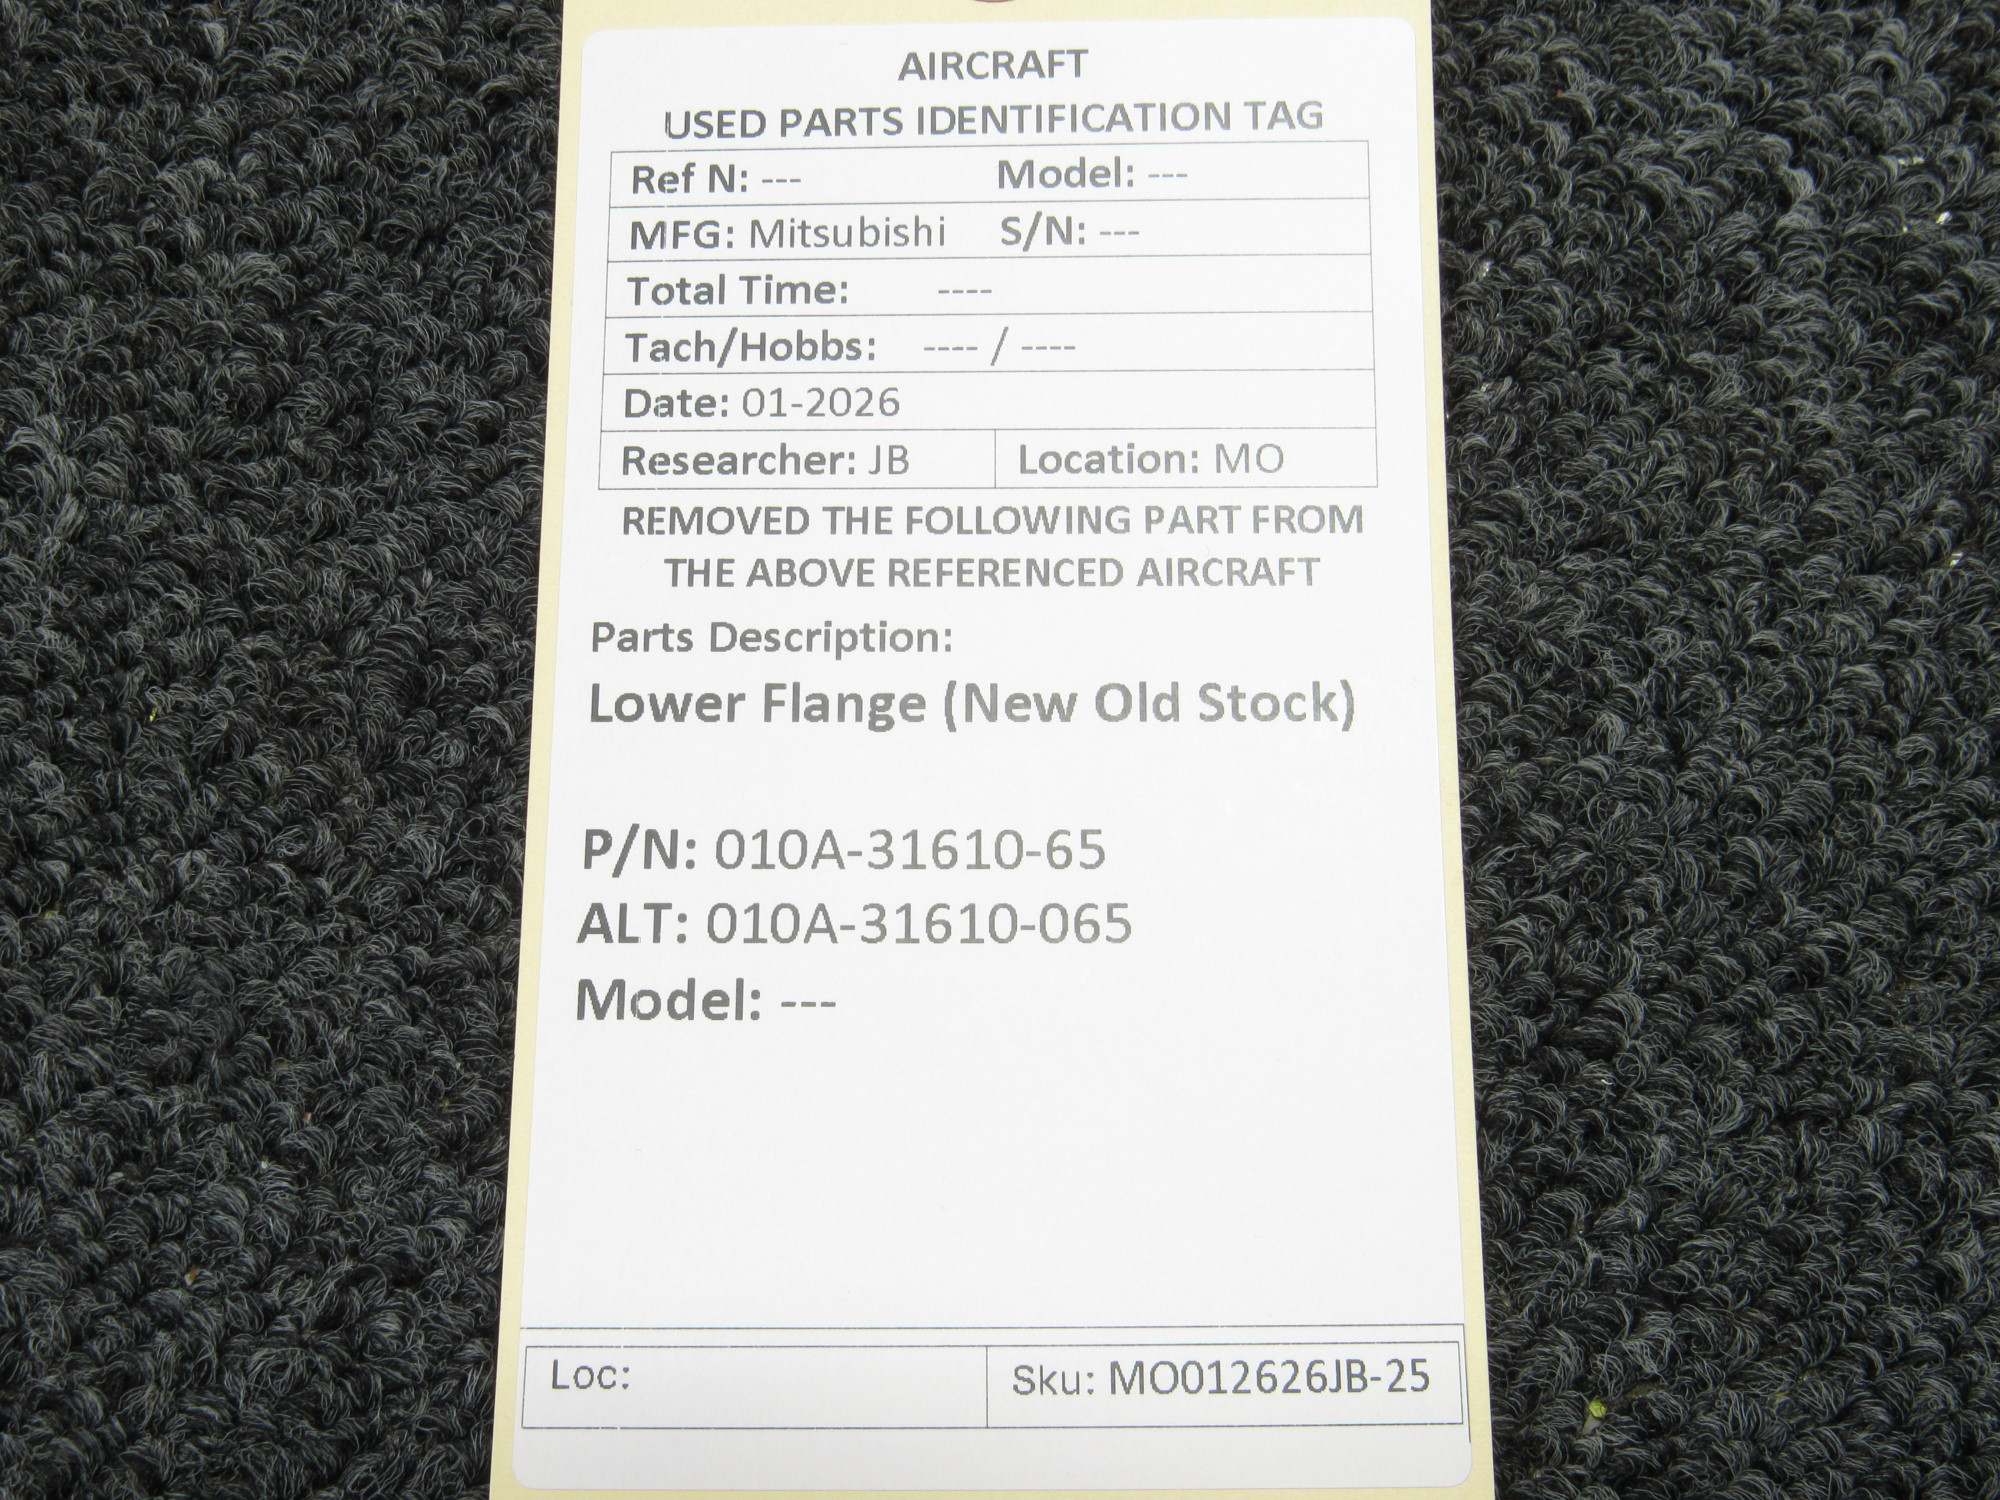 AIRCRAFT
USED PARTS IDENTIFICATION TAG
Ref N: --- Model: ---
MFG: Mitsubishi S/N: ---
Total Time: ----
Tach/Hobbs: ---- / ----
Date: 01-2026
Researcher: JB Location: MO
REMOVED THE FOLLOWING PART FROM
THE ABOVE REFERENCED AIRCRAFT
Parts Description:
Lower Flange (New Old Stock)
P/N: 010A-31610-65
ALT: 010A-31610-065
Model: ---
Loc: Sku: MO012626JB-25